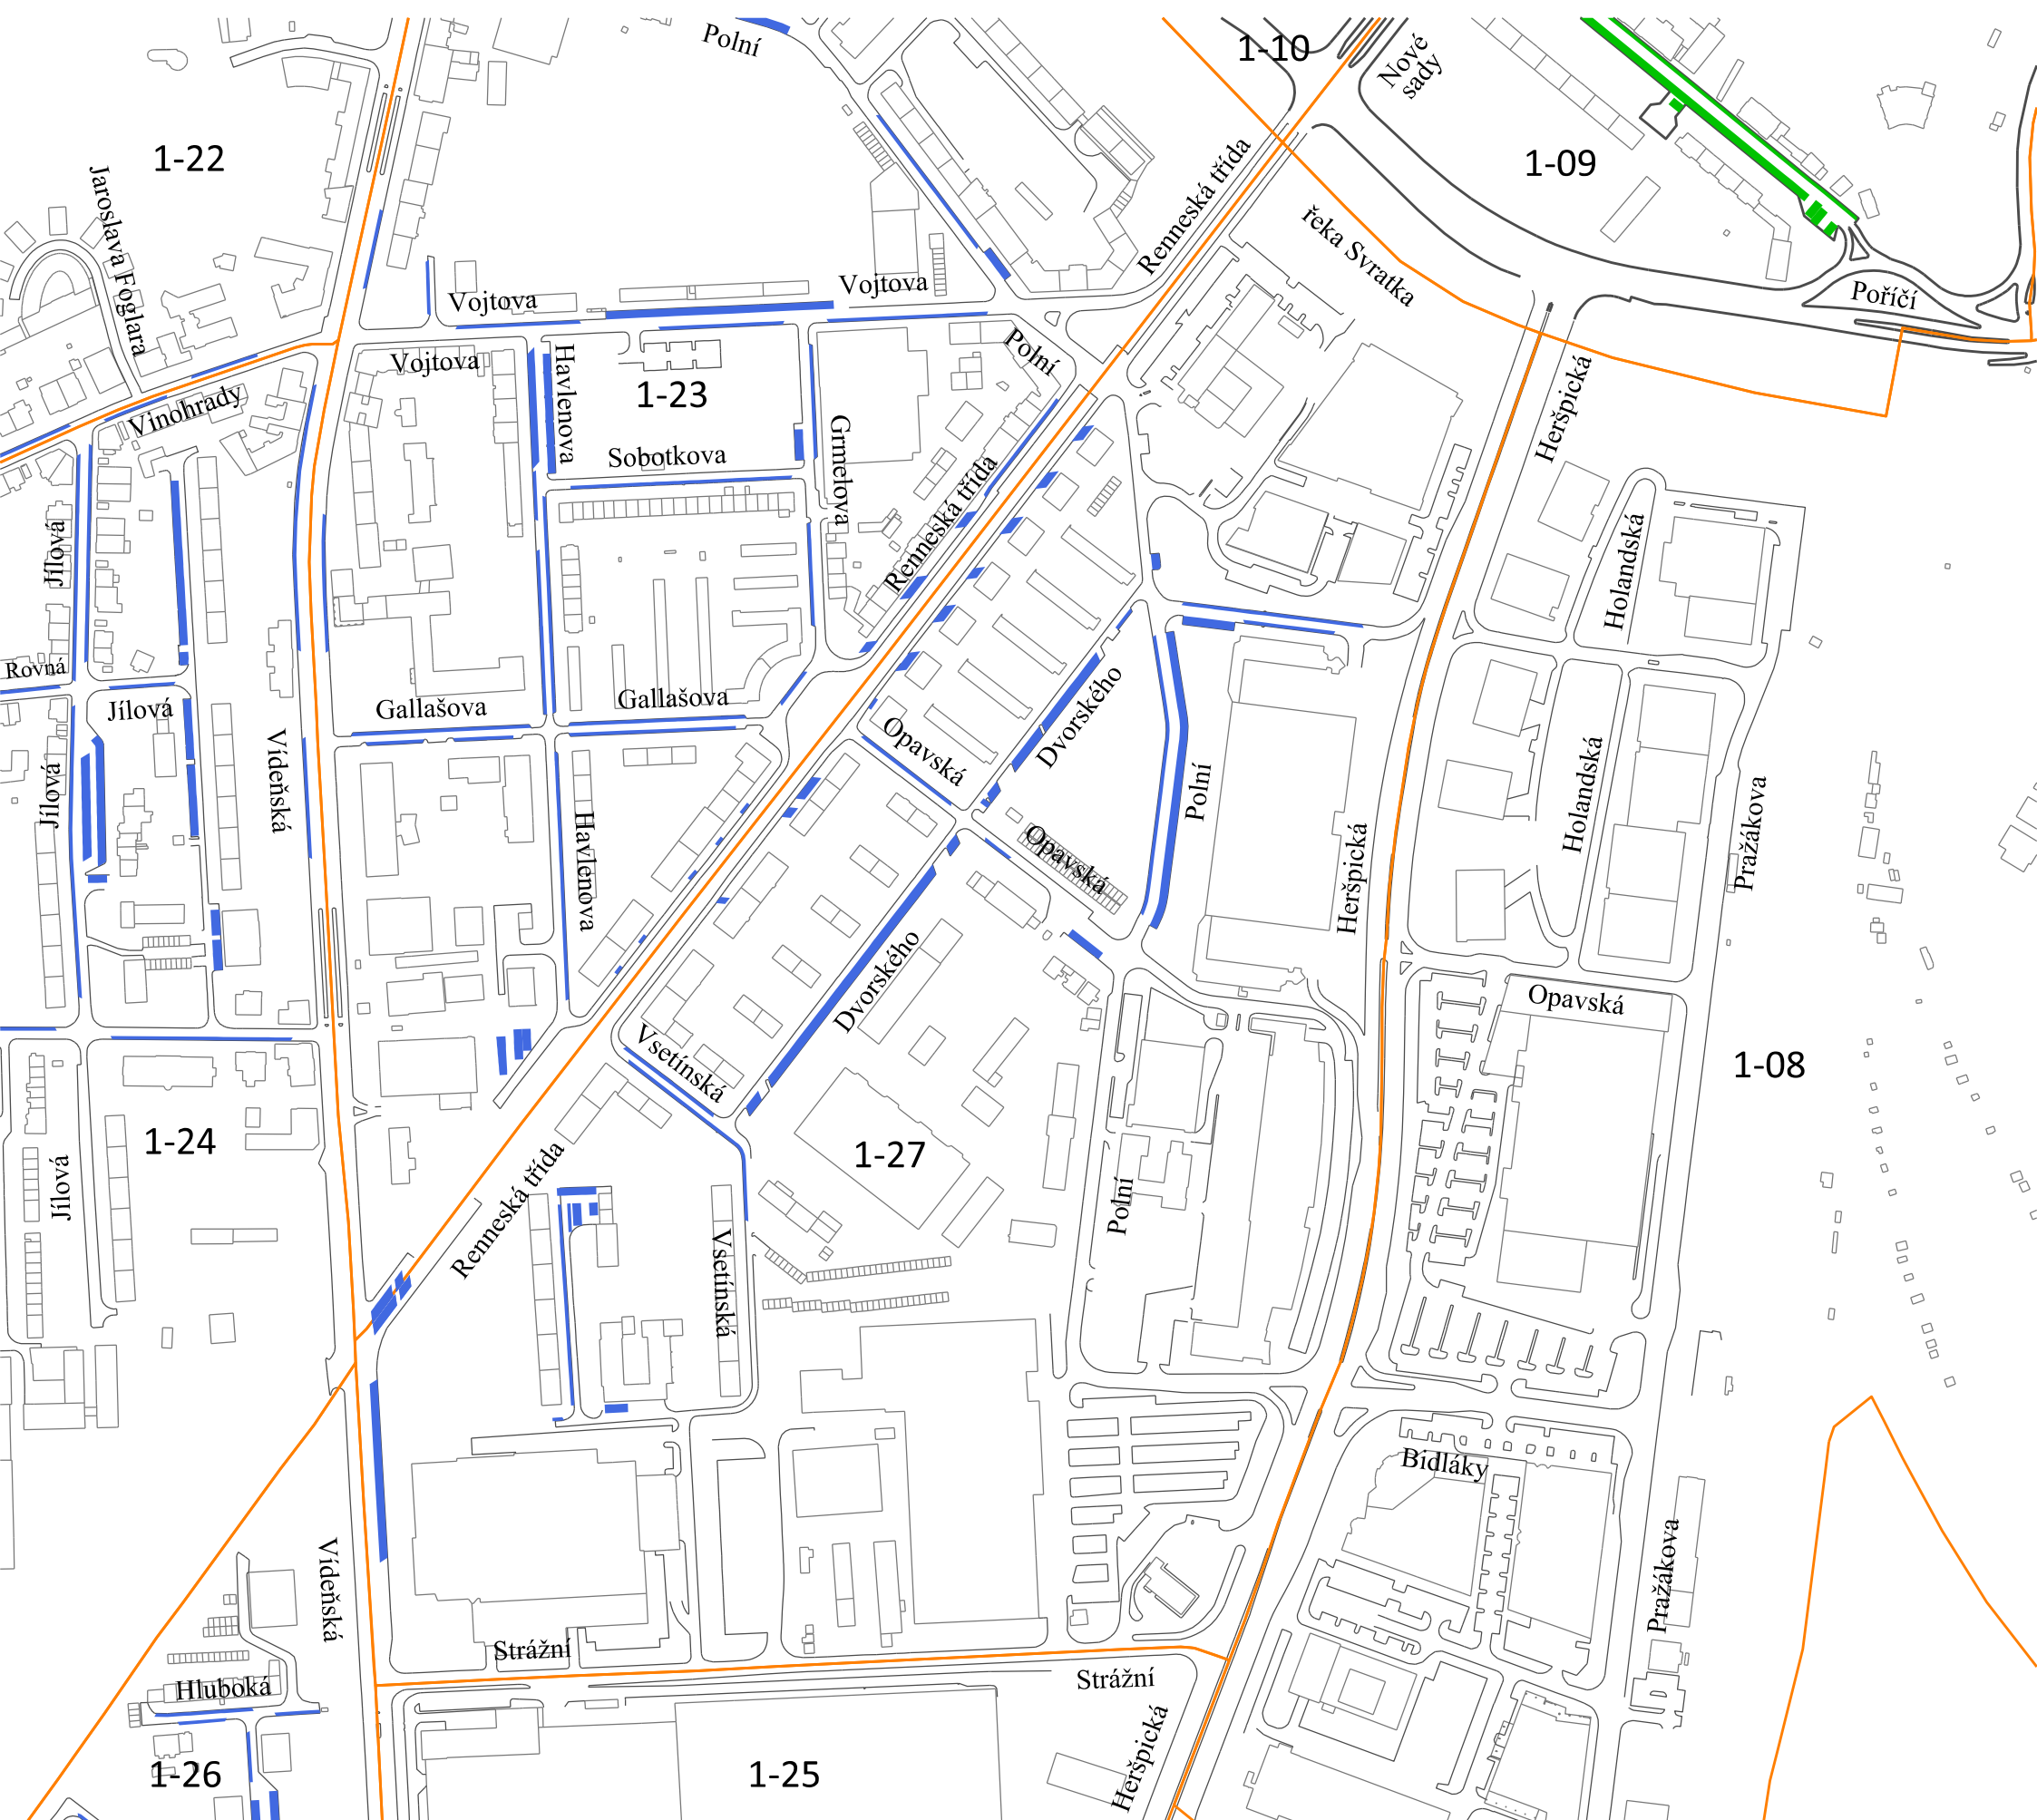 Polní
1-10
Nové
sady
1-22
1-09
Jaroslava Foglara
Renneská třída
řeka Svratka
Vojtova
Vojtova
Poříčí
Vojtova
Havlenova
Polní
1-23
Heršpická
Vinohrady
Sobotkova
Grmelova
Renneská třída
Jílová
Holandská
Rovná
Jílová
Gallašova
Gallašova
Dvorského
Opavská
Vídeňská
Jílová
Polní
Holandská
Pražákova
Havlenova
Opavská
Heršpická
Dvorského
Opavská
Vsetínská
1-08
1-24
1-27
Jílová
Polní
Renneská třída
Vsetínská
Bidláky
Vídeňská
Pražákova
Strážní
Strážní
Hluboká
Heršpická
1-26
1-25